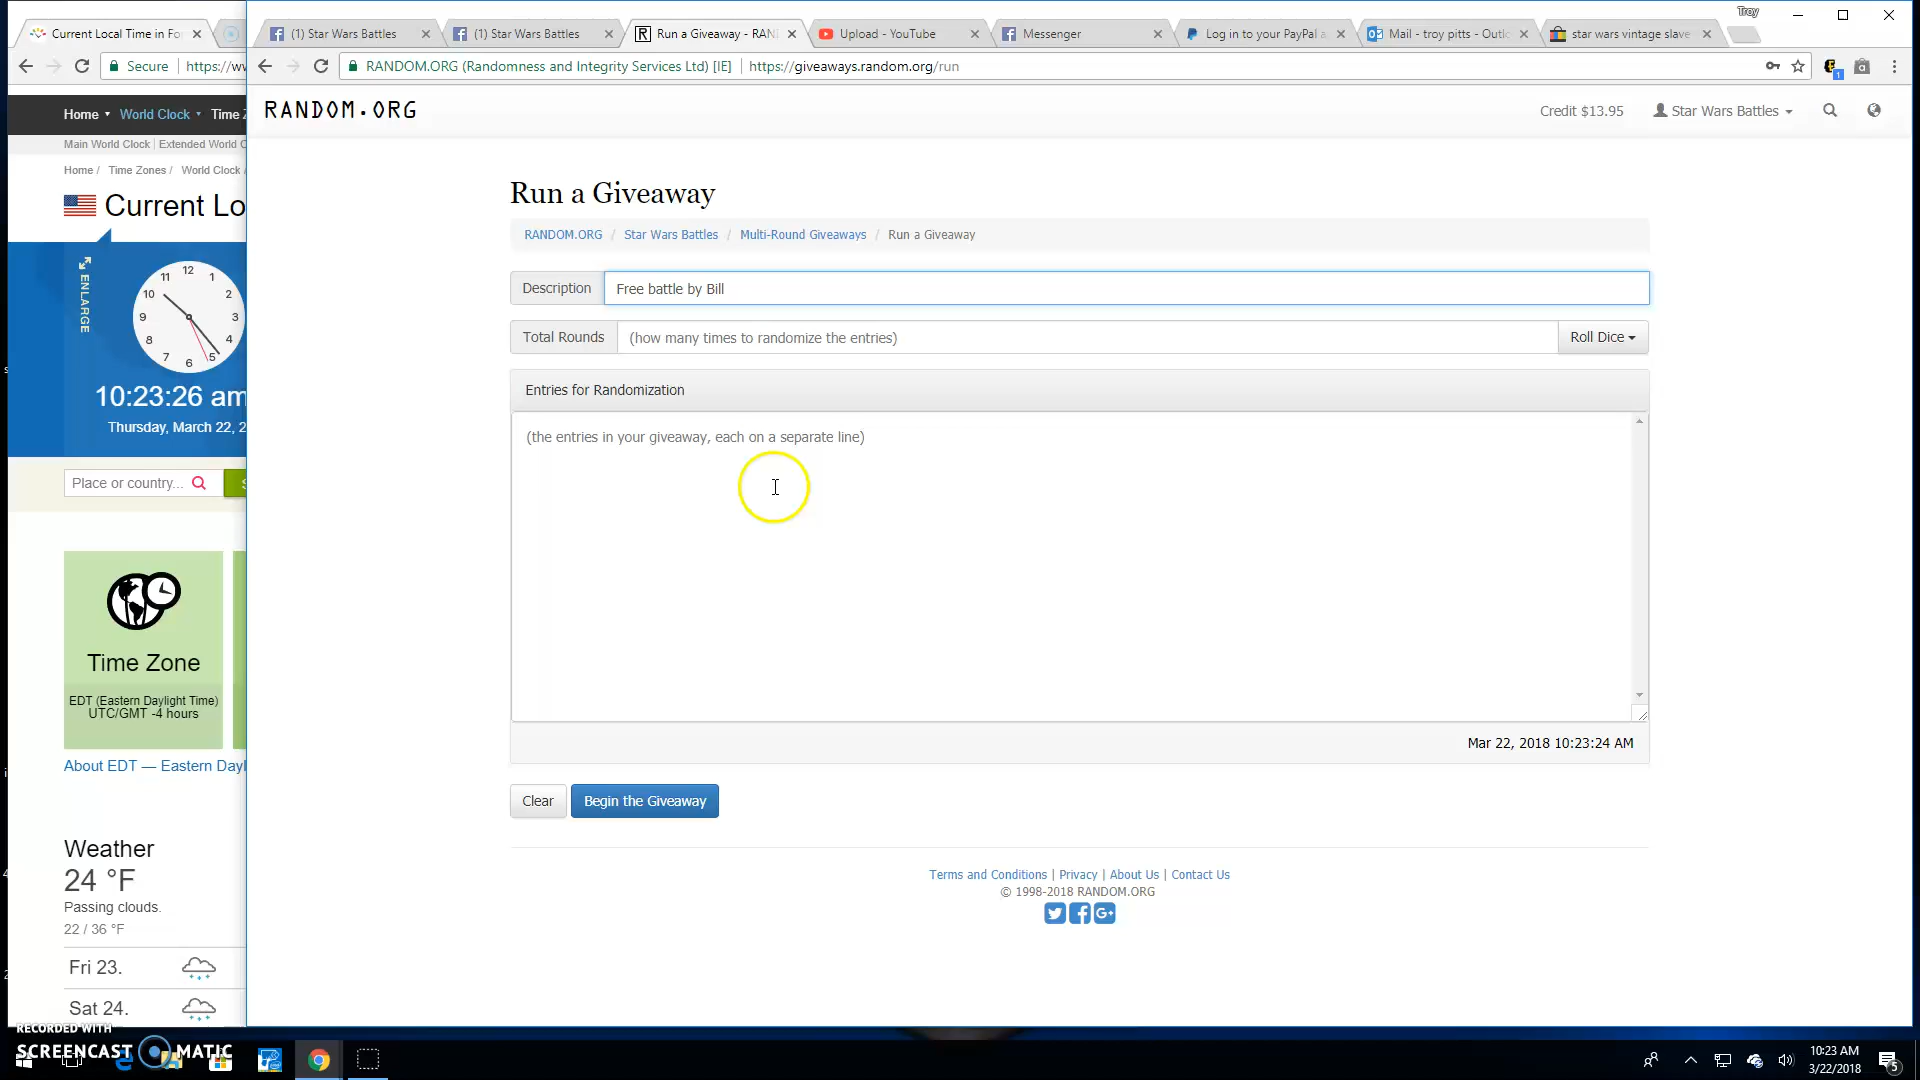 Troy
Current Local Time in Fo
(1) Star Wars Battles
(1) Star Wars Battles
Run a Giveaway - RAN
Upload - YouTube
Messenger
Log in to your PayPal a
Mail - troy pitts - Outlo
star wars vintage slave
Secure
https://w
RANDOM.ORG (Randomness and Integrity Services Ltd) [IE]
https://giveaways.random.org/run
1
a
Home
World Clock
Time Z
RANDOM.ORG
Credit $13.95
Star Wars Battles
Main World Clock | Extended World C
Home / Time Zones / World Clock
Current Lo
Run a Giveaway
RANDOM.ORG / Star Wars Battles / Multi-Round Giveaways / Run a Giveaway
ENLARGE
12
1
2
3
4
5
6
7
8
9
10
11
10:23:26 am
Thursday, March 22, 2
Description
Free battle by Bill
Total Rounds
(how many times to randomize the entries)
Roll Dice
Entries for Randomization
(the entries in your giveaway, each on a separate line)
Place or country...
S
Time Zone
EDT (Eastern Daylight Time)
UTC/GMT -4 hours
About EDT — Eastern Dayl
Mar 22, 2018 10:23:24 AM
Clear
Begin the Giveaway
Weather
24 °F
Passing clouds.
22 / 36 °F
Fri 23.
Sat 24.
Terms and Conditions | Privacy | About Us | Contact Us
© 1998-2018 RANDOM.ORG
G+
RECORDED WITH
SCREENCAST MATIC
10:23 AM
3/22/2018
5